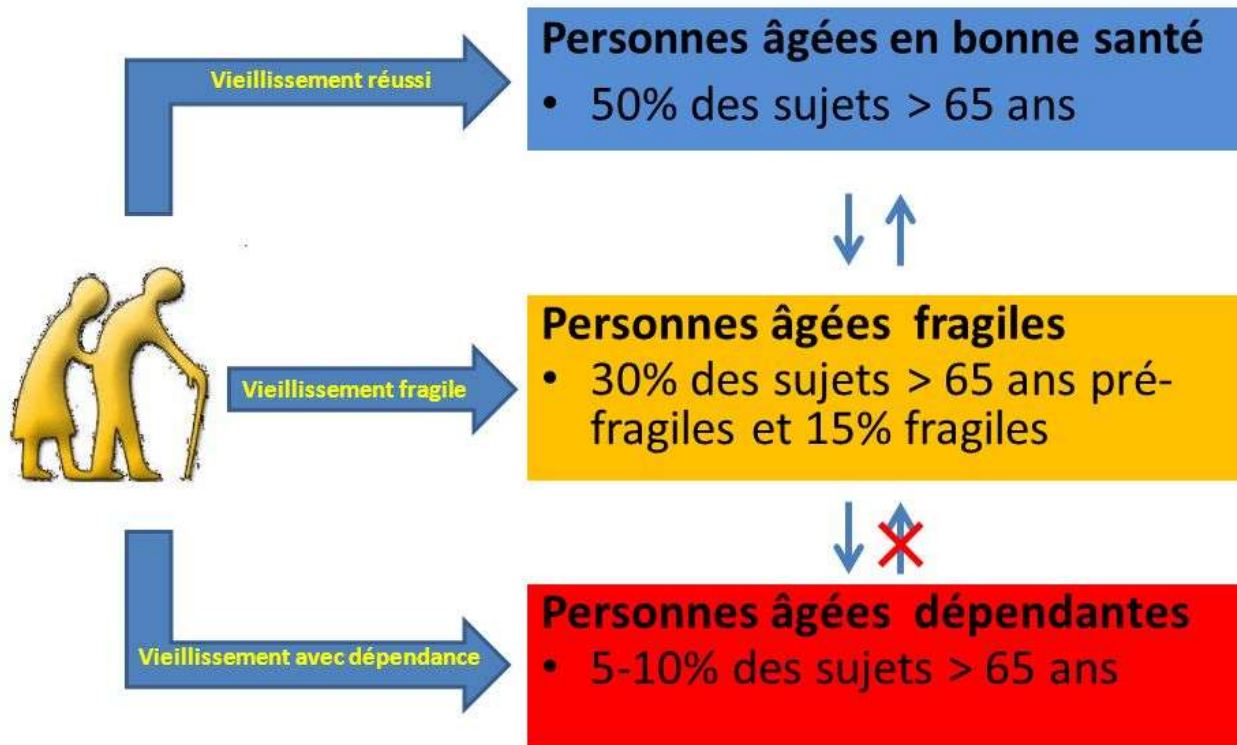 Vieillissement réussi
Personnes âgées en bonne santé
• 50% des sujets > 65 ans
Vieillissement fragile
Personnes âgées fragiles
• 30% des sujets > 65 ans pré-
fragiles et 15% fragiles
Vieillissement avec dépendance
Personnes âgées dépendantes
• 5-10% des sujets > 65 ans